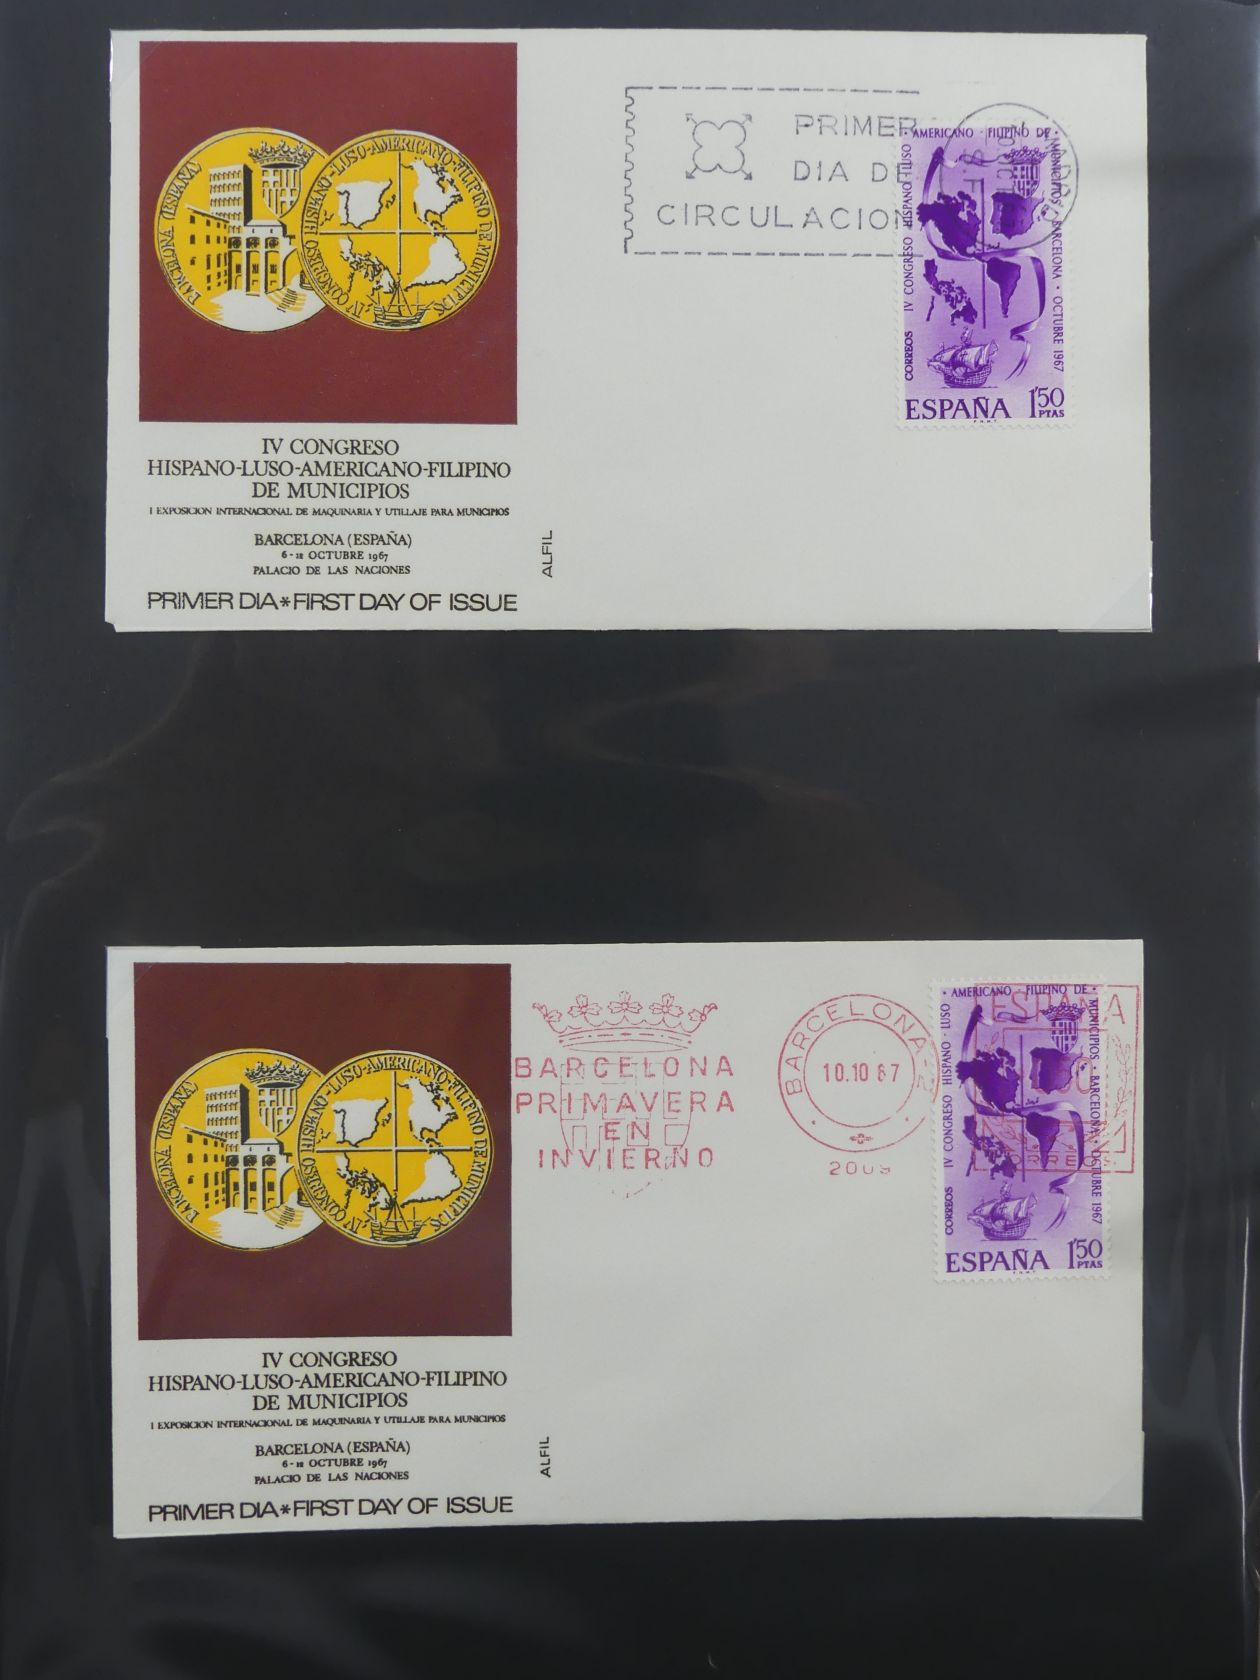 BARCELONA (ESPAÑA)
IV CONGRESO HISPANO-LUSO-AMERICANO-FILIPINO DE MUNICIPIOS
IV CONGRESO
HISPANO-LUSO-AMERICANO-FILIPINO
DE MUNICIPIOS
I EXPOSICION INTERNACIONAL DE MAQUINARIA Y UTILLAJE PARA MUNICIPIOS
BARCELONA (ESPAÑA)
6-12 OCTUBRE 1967
PALACIO DE LAS NACIONES
PRIMER DIA*FIRST DAY OF ISSUE
ALFIL
PRIMER
DIA DE
CIRCULACION
IV CONGRESO HISPANO LUSO · AMERICANO · FILIPINO DE · MUNICIPIOS · BARCELONA · OCTUBRE 1967
CORREOS
ESPAÑA 1'50
PTAS
F.N.M.T.
BARCELONA (ESPAÑA)
IV CONGRESO HISPANO-LUSO-AMERICANO-FILIPINO DE MUNICIPIOS
IV CONGRESO
HISPANO-LUSO-AMERICANO-FILIPINO
DE MUNICIPIOS
I EXPOSICION INTERNACIONAL DE MAQUINARIA Y UTILLAJE PARA MUNICIPIOS
BARCELONA (ESPAÑA)
6-12 OCTUBRE 1967
PALACIO DE LAS NACIONES
PRIMER DIA*FIRST DAY OF ISSUE
ALFIL
BARCELONA
PRIMAVERA
EN
INVIERNO
BARCELONA
10.10 67
ESPAÑA
CORREOS
IV CONGRESO HISPANO · LUSO · AMERICANO FILIPINO DE · MUNICIPIOS · BARCELONA · OCTUBRE 1967
CORREOS
ESPAÑA 1'50
PTAS
F.N.M.T.